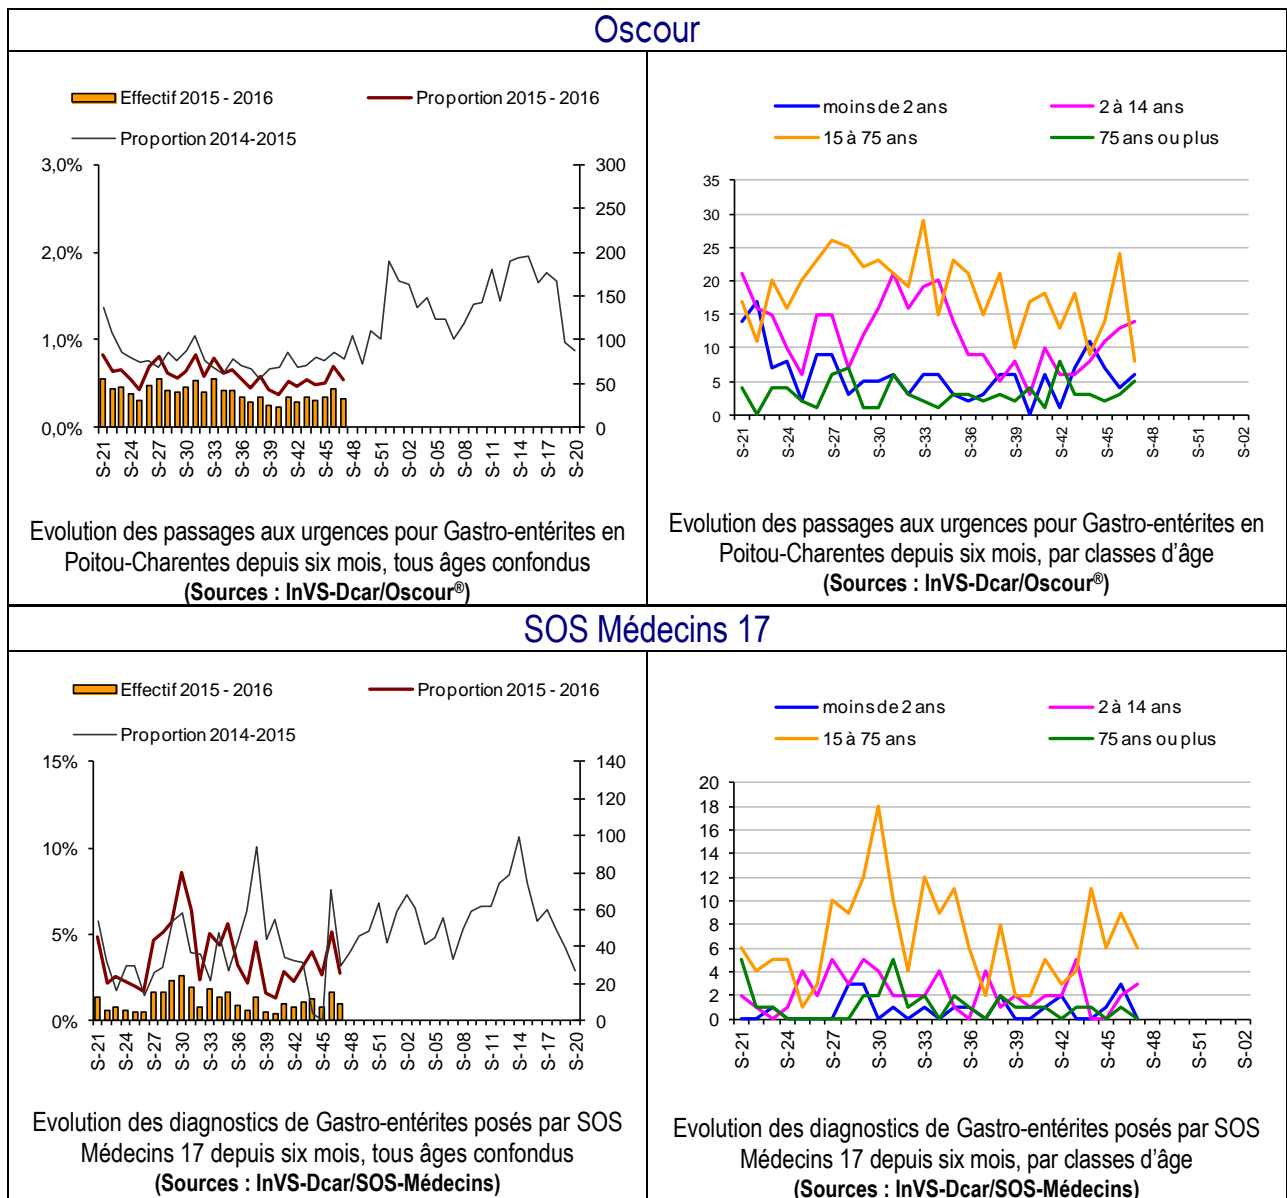 Oscour
Effectif 2015 - 2016
Proportion 2015 - 2016
Proportion 2014-2015
3,0%
2,0%
1,0%
0,0%
300
250
200
150
100
50
0
S-21
S-24
S-27
S-30
S-33
S-36
S-39
S-42
S-45
S-48
S-51
S-02
S-05
S-08
S-11
S-14
S-17
S-20
Evolution des passages aux urgences pour Gastro-entérites en
Poitou-Charentes depuis six mois, tous âges confondus
(Sources : InVS-Dcar/Oscour®)
moins de 2 ans
2 à 14 ans
15 à 75 ans
75 ans ou plus
35
30
25
20
15
10
5
0
S-21
S-24
S-27
S-30
S-33
S-36
S-39
S-42
S-45
S-48
S-51
S-02
Evolution des passages aux urgences pour Gastro-entérites en
Poitou-Charentes depuis six mois, par classes d’âge
(Sources : InVS-Dcar/Oscour®)
SOS Médecins 17
Effectif 2015 - 2016
Proportion 2015 - 2016
Proportion 2014-2015
15%
10%
5%
0%
140
120
100
80
60
40
20
0
S-21
S-24
S-27
S-30
S-33
S-36
S-39
S-42
S-45
S-48
S-51
S-02
S-05
S-08
S-11
S-14
S-17
S-20
Evolution des diagnostics de Gastro-entérites posés par SOS
Médecins 17 depuis six mois, tous âges confondus
(Sources : InVS-Dcar/SOS-Médecins)
moins de 2 ans
2 à 14 ans
15 à 75 ans
75 ans ou plus
20
18
16
14
12
10
8
6
4
2
0
S-21
S-24
S-27
S-30
S-33
S-36
S-39
S-42
S-45
S-48
S-51
S-02
Evolution des diagnostics de Gastro-entérites posés par SOS
Médecins 17 depuis six mois, par classes d’âge
(Sources : InVS-Dcar/SOS-Médecins)